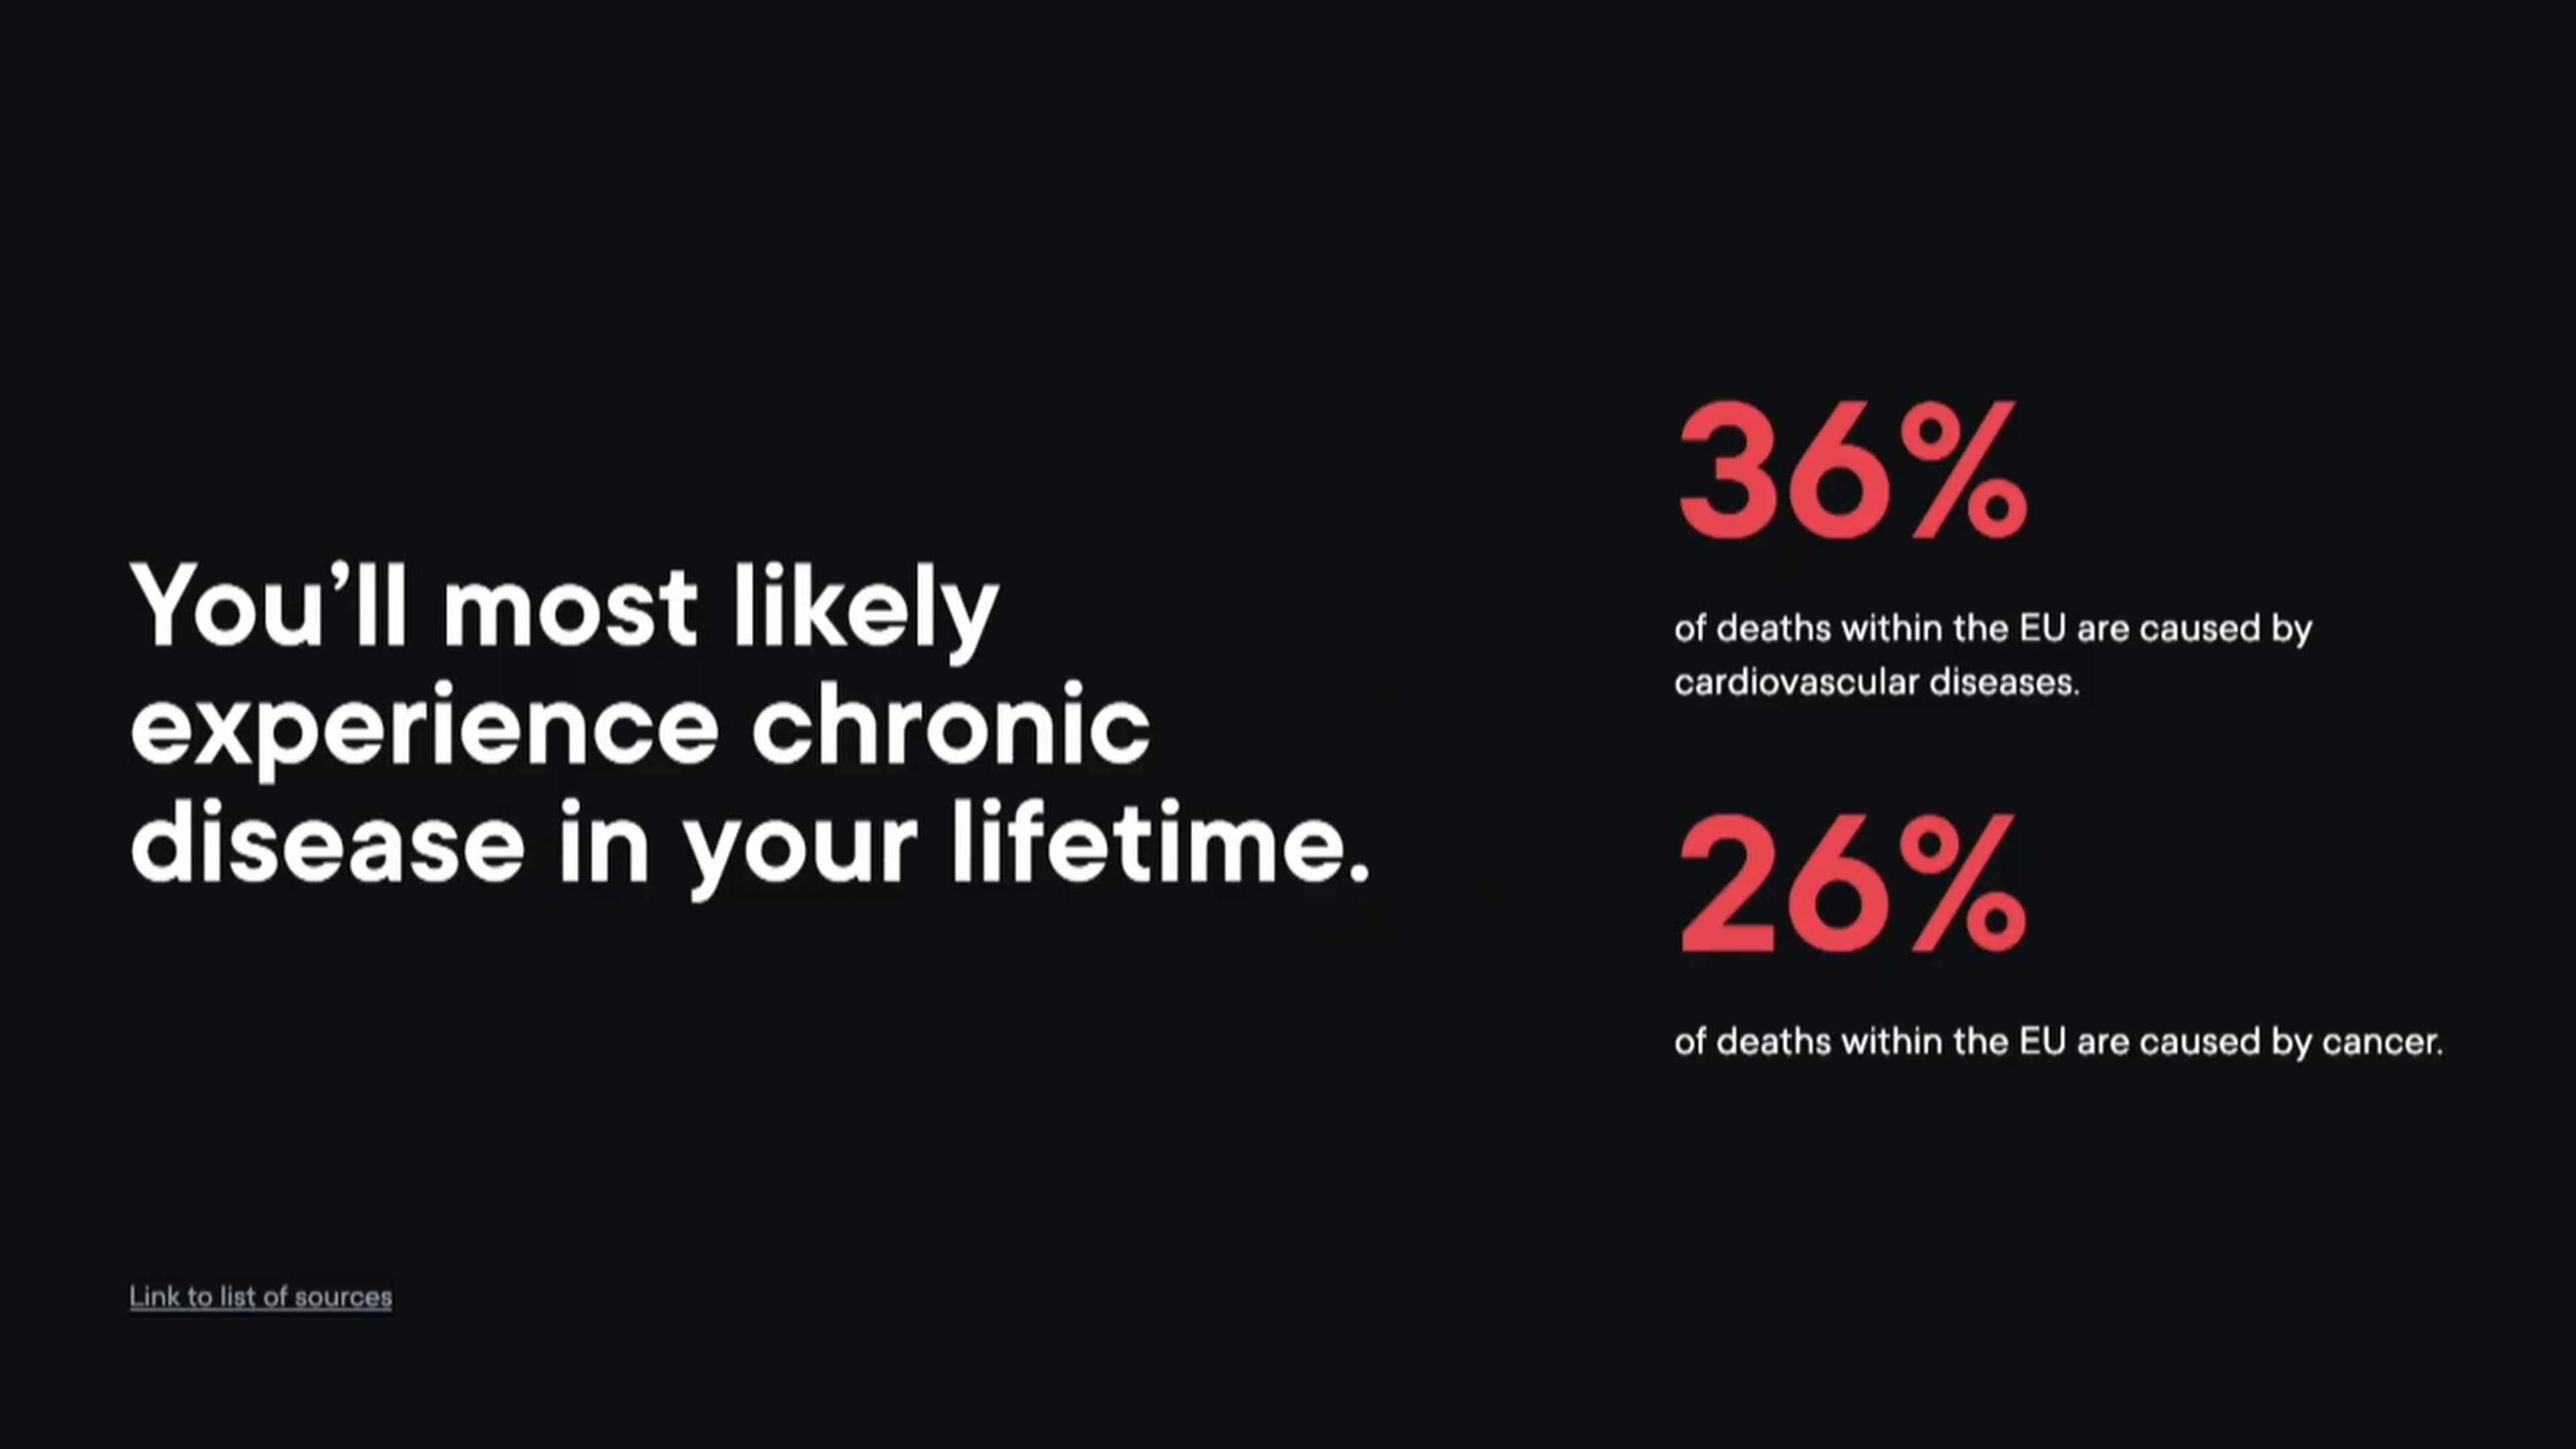 You’ll most likely
experience chronic
disease in your lifetime.
36%
of deaths within the EU are caused by
cardiovascular diseases.
26%
of deaths within the EU are caused by cancer.
Link to list of sources